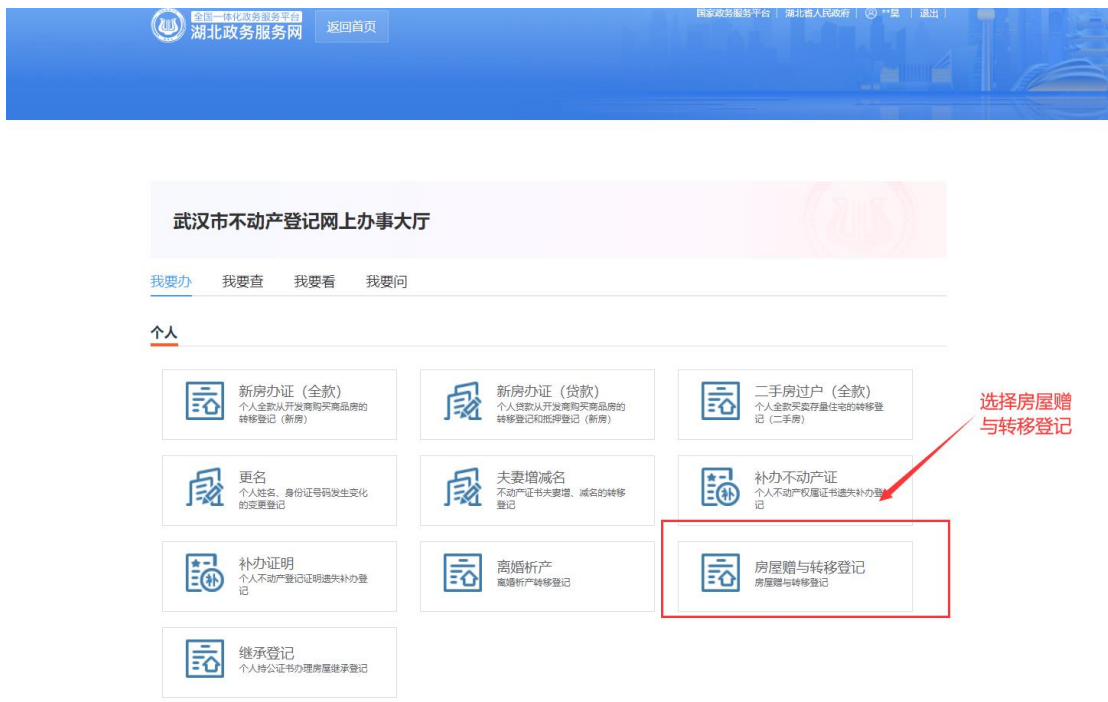 全国一体化政务服务平台
湖北政务服务网
返回首页
国家政务服务平台 | 湖北省人民政府 | **星 | 退出 |
武汉市不动产登记网上办事大厅
我要办 我要查 我要看 我要问
个人
新房办证（全款）
个人全款从开发商购买商品房的
转移登记（新房）
新房办证（贷款）
个人贷款从开发商购买商品房的
转移登记和抵押登记（新房）
二手房过户（全款）
个人全款买卖存量住宅的转移登
记（二手房）
选择房屋赠
与转移登记
更名
个人姓名、身份证号码发生变化
的变更登记
夫妻增减名
不动产证书夫妻增、减名的转移
登记
补办不动产证
个人不动产权属证书遗失补办登
记
补办证明
个人不动产登记证明遗失补办登
记
离婚析产
离婚析产转移登记
房屋赠与转移登记
房屋赠与转移登记
继承登记
个人持公证书办理房屋继承登记